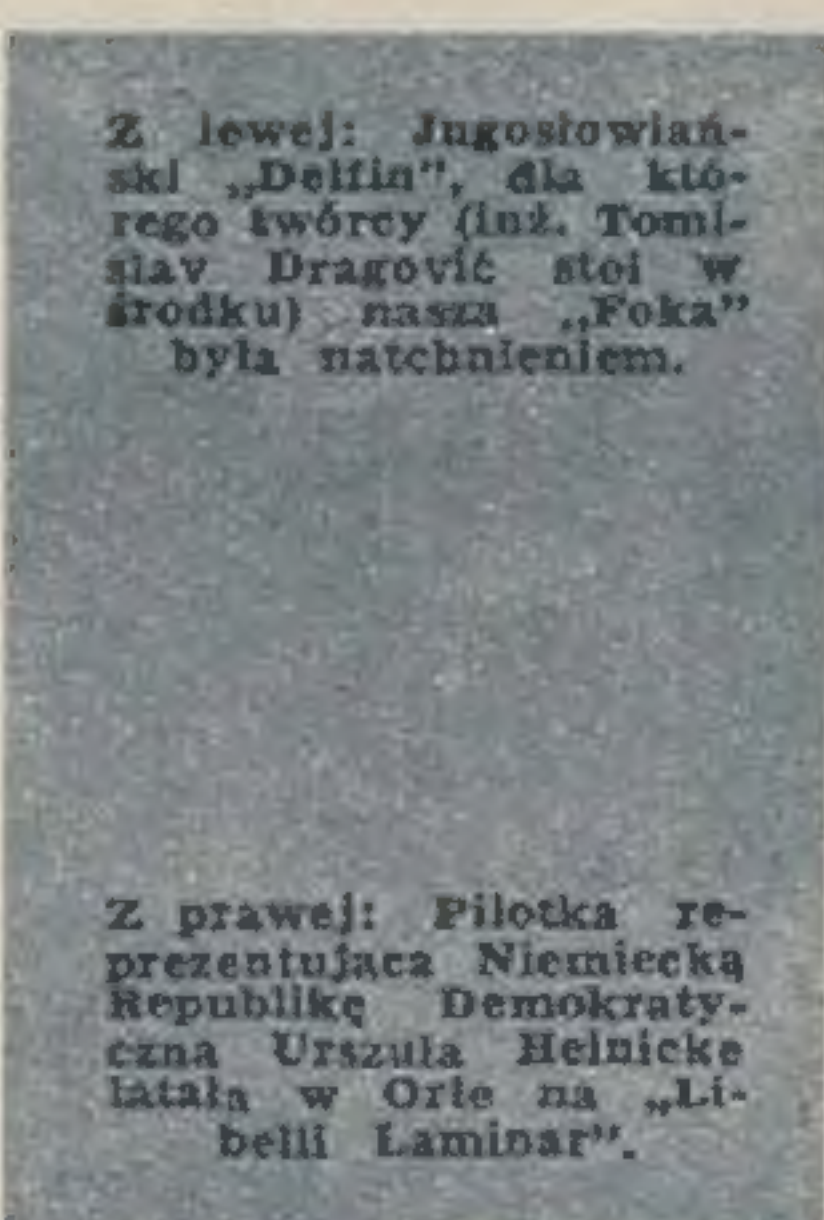 Z lewej: Jugosłowiań-
ski „Delfin”, dla któ-
rego twórcy (inż. Tomi-
slav Dragović stoi w
środku) nasza „Foka”
była natchnieniem.
Z prawej: Pilotka re-
prezentująca Niemiecką
Republikę Demokraty-
czną Urszula Heinicke
latała w Orle na „Li-
belli Laminar”.